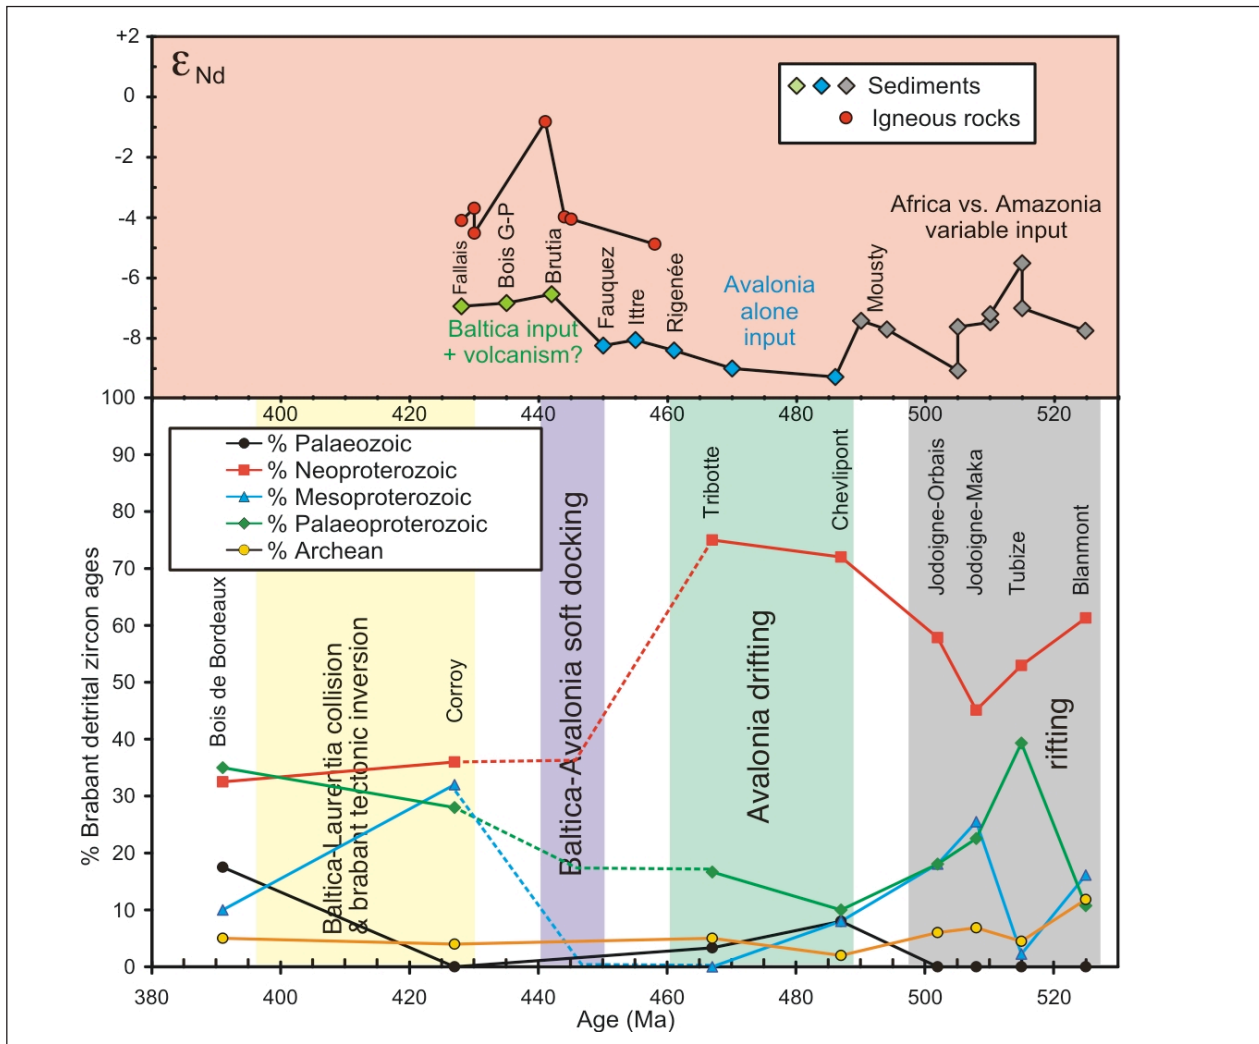 +2
0
-2
-4
-6
-8
100
εNd
Sediments
Igneous rocks
Africa vs. Amazonia
variable input
Fallais
Bois G-P
Brutia
Fauquez
Ittre
Rigenée
Mousty
Avalonia
alone
input
Baltica input
+ volcanism?
400
420
440
460
480
500
520
% Palaeozoic
% Neoproterozoic
% Mesoproterozoic
% Palaeoproterozoic
% Archean
Bois de Bordeaux
Corroy
Tribotte
Chevlipont
Jodoigne-Orbais
Jodoigne-Maka
Tubize
Blanmont
Baltica-Laurentia collision
& brabant tectonic inversion
Baltica-Avalonia soft docking
Avalonia drifting
rifting
% Brabant detrital zircon ages
90
80
70
60
50
40
30
20
10
0
380
400
420
440
460
480
500
520
Age (Ma)